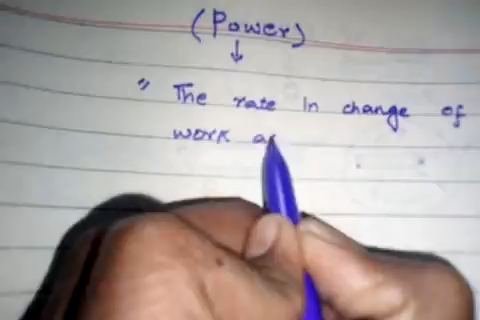 (Power)
↓
" The rate in change of
work